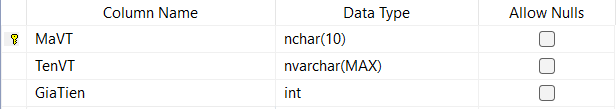 Column Name Data Type Allow Nulls
MaVT nchar(10)
TenVT nvarchar(MAX)
GiaTien int